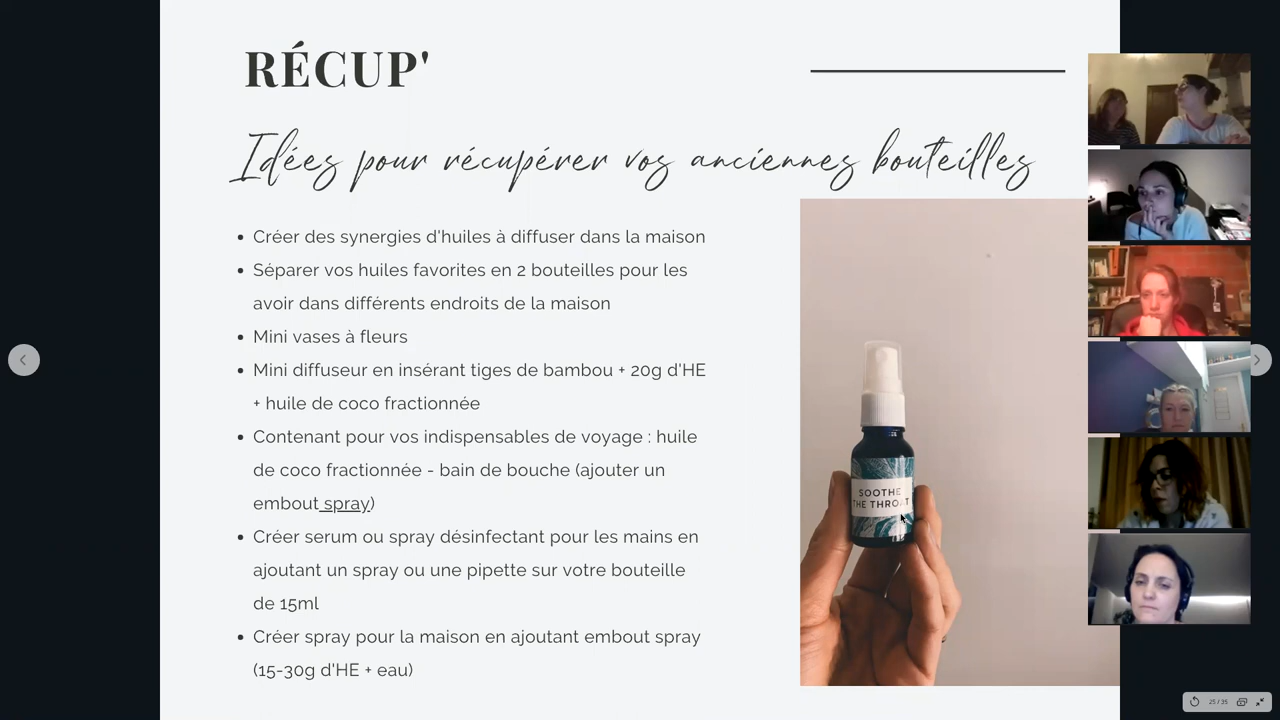 RÉCUP'
Idées pour récupérer vos anciennes bouteilles
• Créer des synergies d'huiles à diffuser dans la maison
• Séparer vos huiles favorites en 2 bouteilles pour les
avoir dans différents endroits de la maison
• Mini vases à fleurs
• Mini diffuseur en insérant tiges de bambou + 20g d'HE
+ huile de coco fractionnée
• Contenant pour vos indispensables de voyage : huile
de coco fractionnée - bain de bouche (ajouter un
embout spray)
• Créer serum ou spray désinfectant pour les mains en
ajoutant un spray ou une pipette sur votre bouteille
de 15ml
• Créer spray pour la maison en ajoutant embout spray
(15-30g d'HE + eau)
SOOTHE
THE THROAT
25 / 35